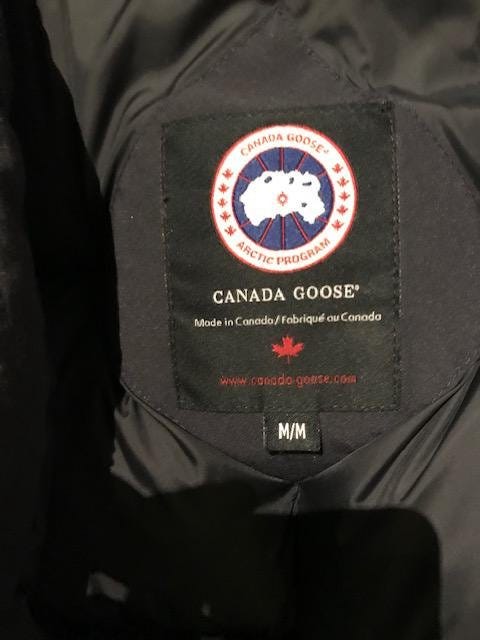 CANADA GOOSE®
ARCTIC PROGRAM
CANADA GOOSE®
Made in Canada/Fabriqué au Canada
www.canada-goose.com
M/M